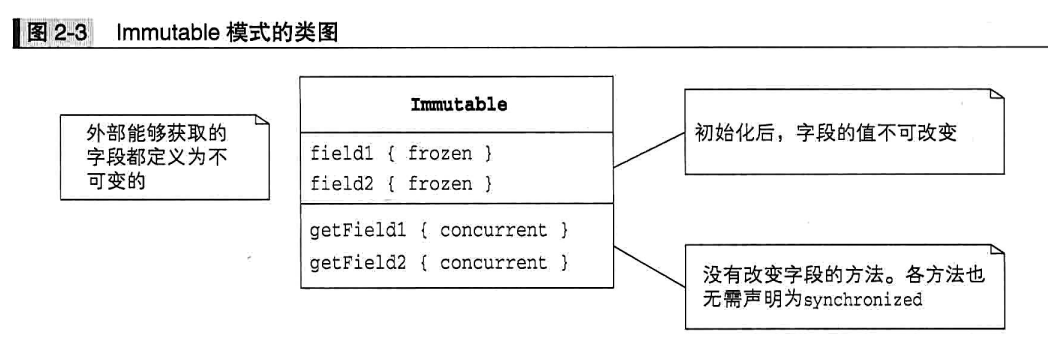 图 2-3 Immutable 模式的类图
外部能够获取的
字段都定义为不
可变的
Immutable
field1 { frozen }
field2 { frozen }
getField1 { concurrent }
getField2 { concurrent }
初始化后，字段的值不可改变
没有改变字段的方法。各方法也
无需声明为synchronized